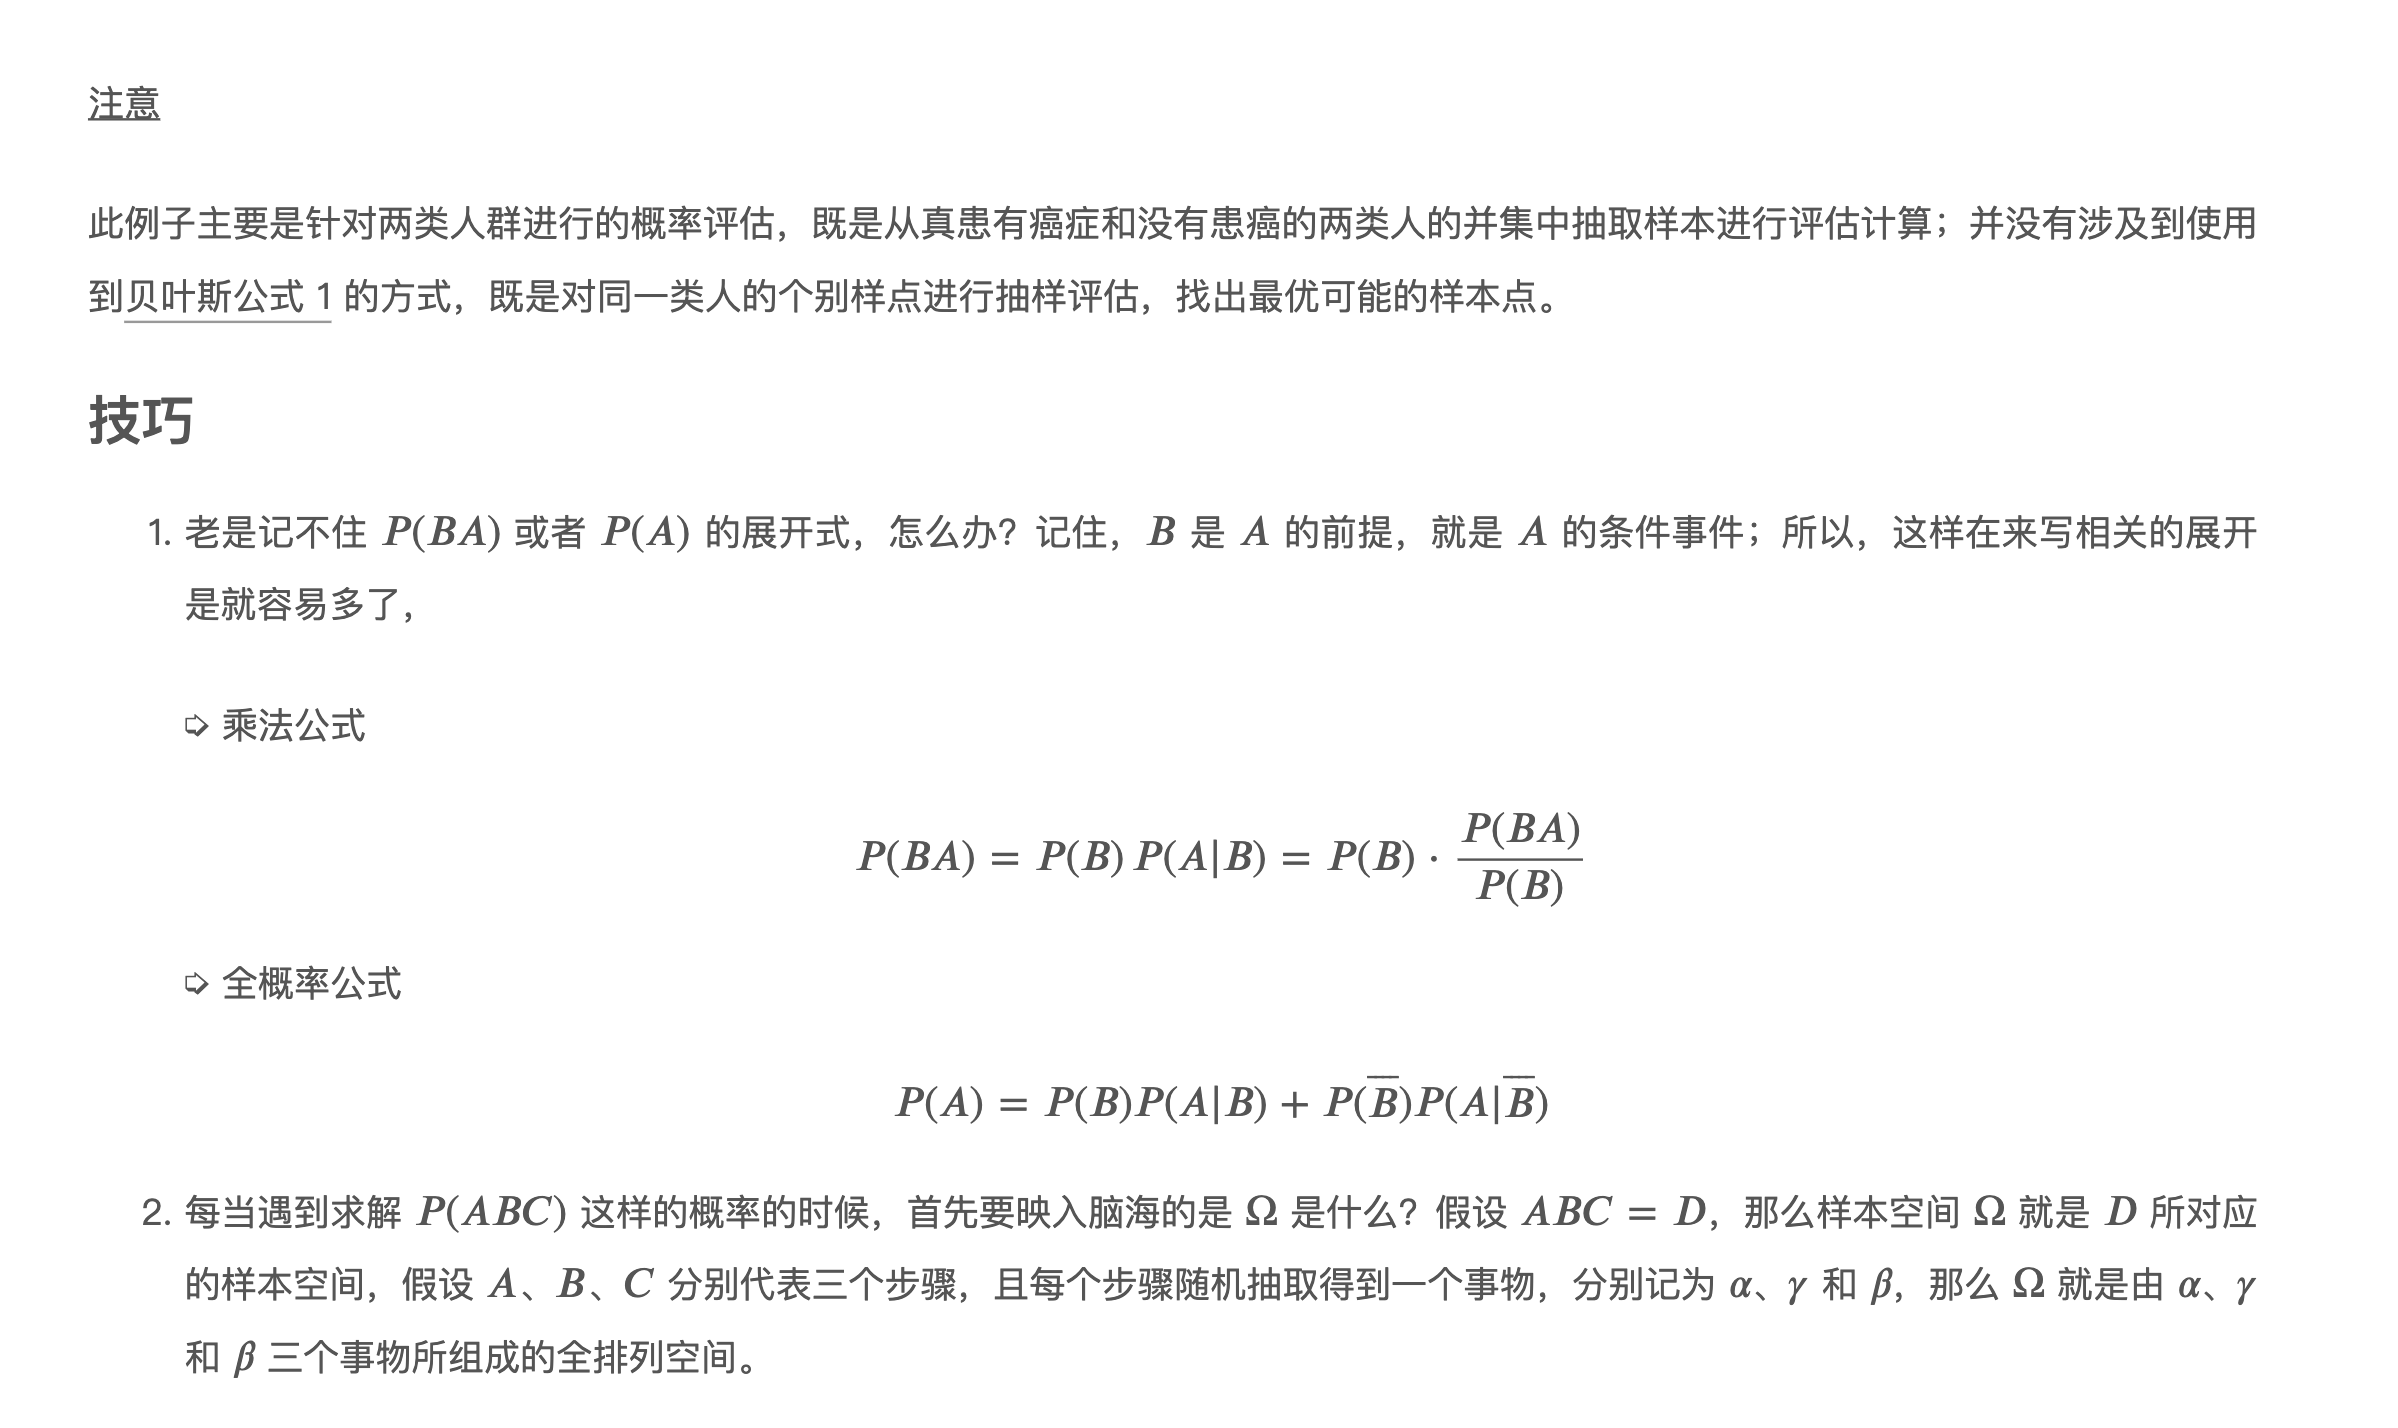 注意
此例子主要是针对两类人群进行的概率评估，既是从真患有癌症和没有患癌的两类人的并集中抽取样本进行评估计算；并没有涉及到使用
到贝叶斯公式 1 的方式，既是对同一类人的个别样点进行抽样评估，找出最优可能的样本点。
技巧
1. 老是记不住 P(BA) 或者 P(A) 的展开式，怎么办？记住，B 是 A 的前提，就是 A 的条件事件；所以，这样在来写相关的展开
是就容易多了，
➯ 乘法公式
P(BA) = P(B) P(A|B) = P(B) · \frac{P(BA)}{P(B)}
➯ 全概率公式
P(A) = P(B)P(A|B) + P(\overline{B})P(A|\overline{B})
2. 每当遇到求解 P(ABC) 这样的概率的时候，首先要映入脑海的是 Ω 是什么？假设 ABC = D，那么样本空间 Ω 就是 D 所对应
的样本空间，假设 A、B、C 分别代表三个步骤，且每个步骤随机抽取得到一个事物，分别记为 α、γ 和 β，那么 Ω 就是由 α、γ
和 β 三个事物所组成的全排列空间。